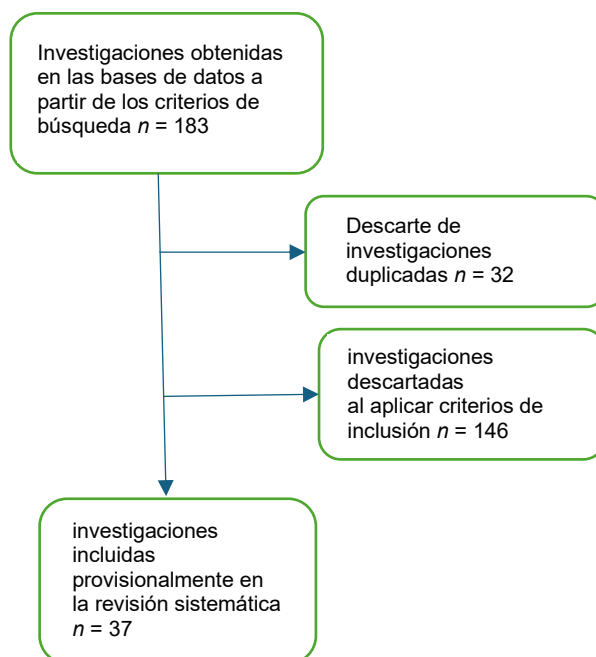 Investigaciones obtenidas
en las bases de datos a
partir de los criterios de
búsqueda n = 183
Descarte de
investigaciones
duplicadas n = 32
investigaciones
descartadas
al aplicar criterios de
inclusión n = 146
investigaciones
incluidas
provisionalmente en
la revisión sistemática
n = 37